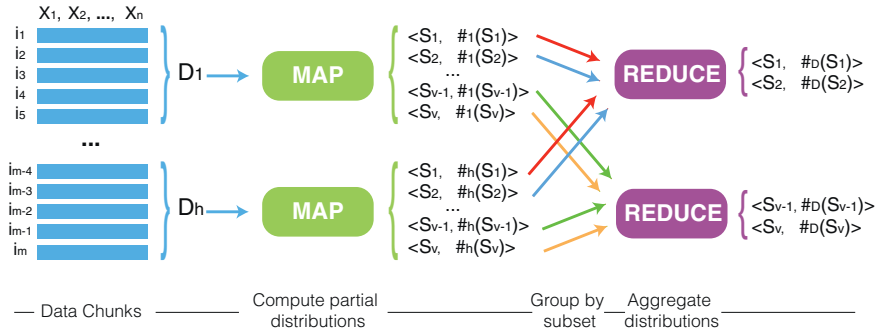 X1, X2, ..., Xn
i1
i2
i3
i4
i5
D1
MAP
<S1, #1(S1)>
<S2, #1(S2)>
...
<Sv-1, #1(Sv-1)>
<Sv, #1(Sv)>
REDUCE
<S1, #D(S1)>
<S2, #D(S2)>
...
im-4
im-3
im-2
im-1
im
Dh
MAP
<S1, #h(S1)>
<S2, #h(S2)>
...
<Sv-1, #h(Sv-1)>
<Sv, #h(Sv)>
REDUCE
<Sv-1, #D(Sv-1)>
<Sv, #D(Sv)>
Data Chunks
Compute partial
distributions
Group by
subset
Aggregate
distributions